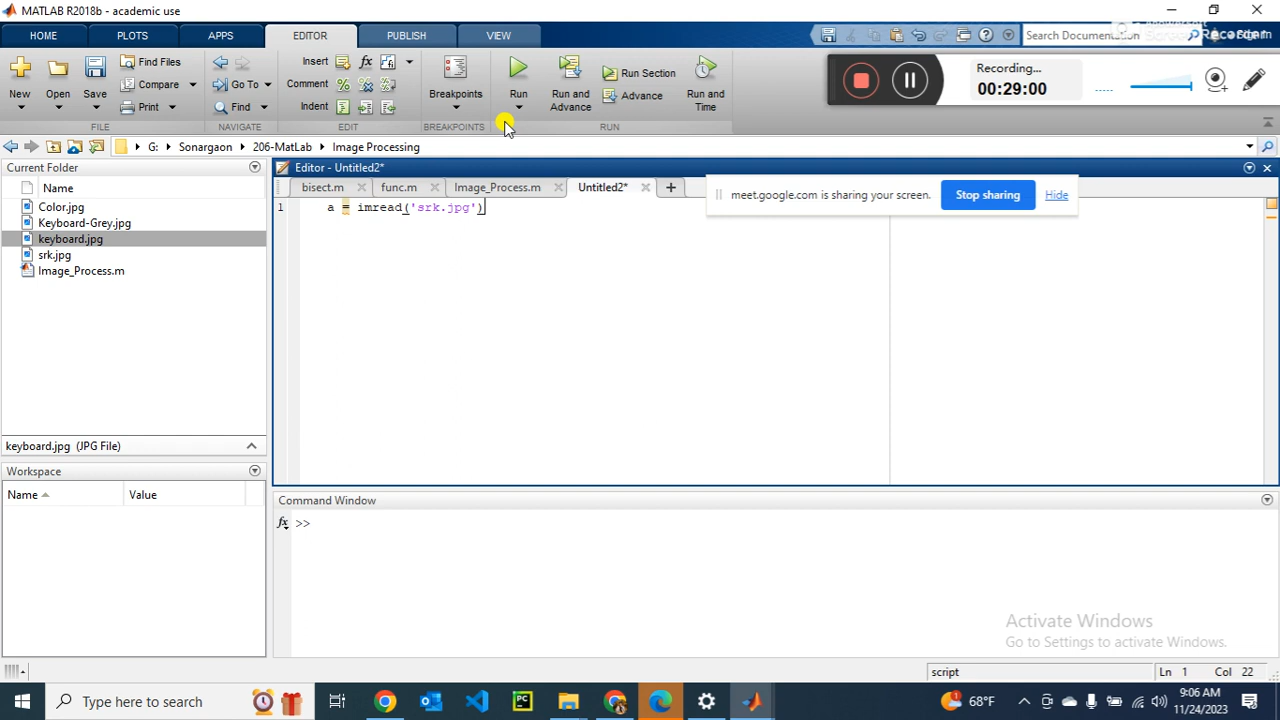 MATLAB R2018b - academic use
HOME PLOTS APPS EDITOR PUBLISH VIEW Search Documentation
Recorder
New Open Save Find Files Compare Print
Go To Find
Insert Comment Indent
Breakpoints
Run Run and Advance Run Section Advance Run and Time
FILE NAVIGATE EDIT BREAKPOINTS RUN
Recording...
00:29:00
G: Sonargaon 206-MatLab Image Processing
Current Folder
Name
Color.jpg
Keyboard-Grey.jpg
keyboard.jpg
srk.jpg
Image_Process.m
keyboard.jpg (JPG File)
Workspace
Name Value
Editor - Untitled2*
bisect.m func.m Image_Process.m Untitled2*
meet.google.com is sharing your screen. Stop sharing Hide
1 a = imread('srk.jpg')
Command Window
fx >>
Activate Windows
Go to Settings to activate Windows.
script Ln 1 Col 22
Type here to search
68°F
9:06 AM
11/24/2023